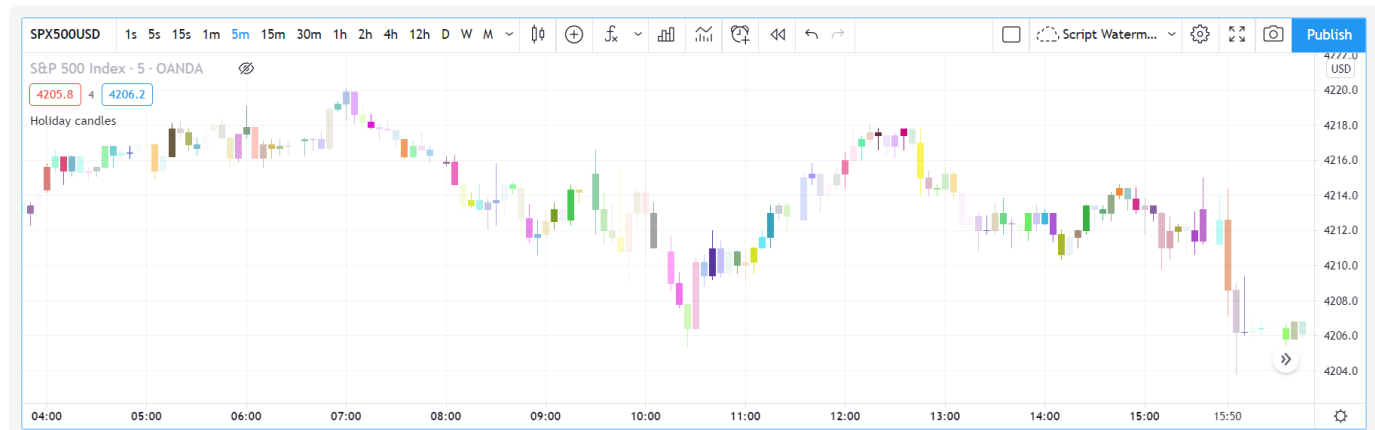 SPX500USD 1s 5s 15s 1m 5m 15m 30m 1h 2h 4h 12h D W M Script Waterm... Publish
S&P 500 Index · 5 · OANDA
4205.8 4 4206.2
Holiday candles
4222.0
USD
4220.0
4218.0
4216.0
4214.0
4212.0
4210.0
4208.0
4206.0
4204.0
04:00 05:00 06:00 07:00 08:00 09:00 10:00 11:00 12:00 13:00 14:00 15:00 15:50